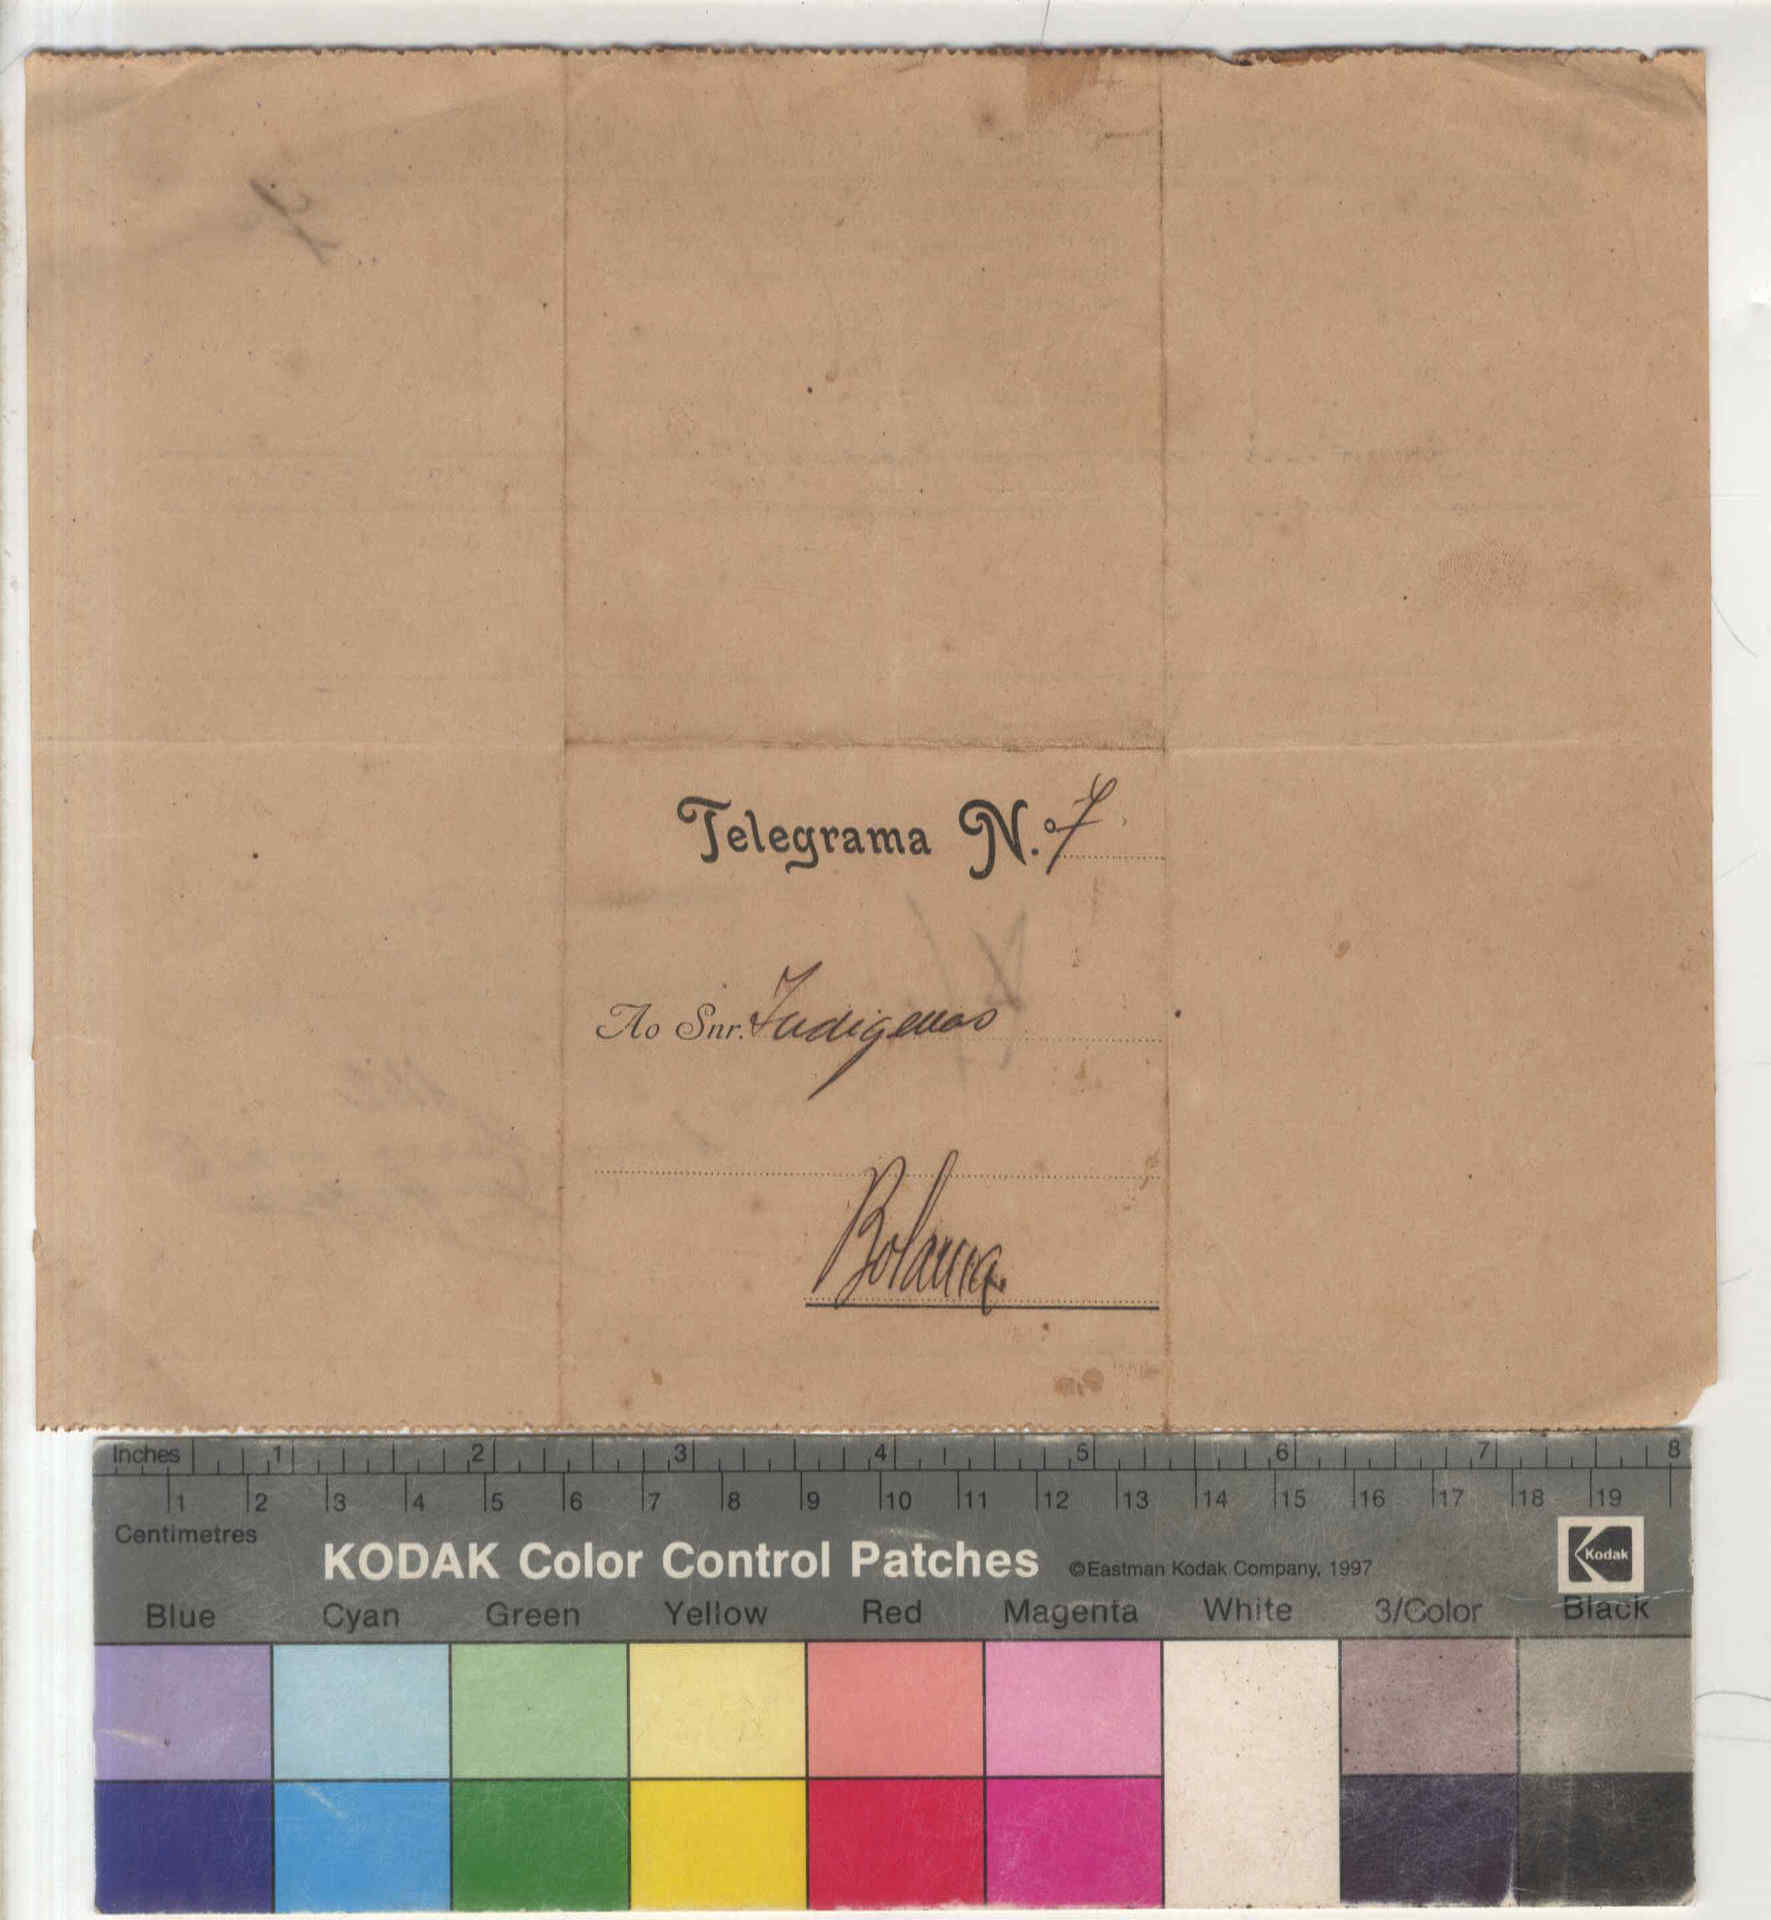 Telegrama N.º 7
Ao Snr. Indigenas
Bolama
Inches 1 2 3 4 5 6 7 8
1 2 3 4 5 6 7 8 9 10 11 12 13 14 15 16 17 18 19
Centimetres
KODAK Color Control Patches ©Eastman Kodak Company, 1997 Kodak
Blue Cyan Green Yellow Red Magenta White 3/Color Black